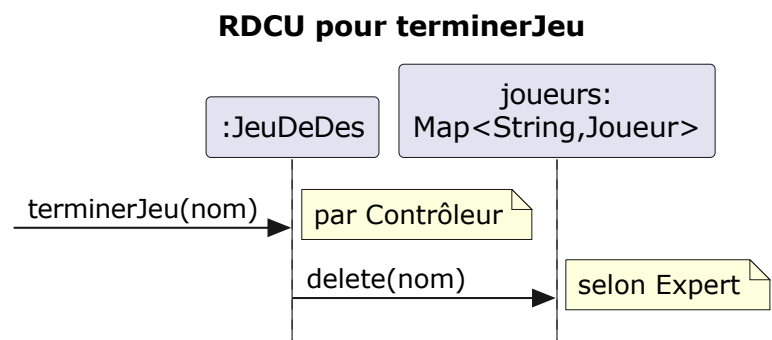 RDCU pour terminerJeu
:JeuDeDes
joueurs:
Map<String,Joueur>
terminerJeu(nom)
par Contrôleur
delete(nom)
selon Expert